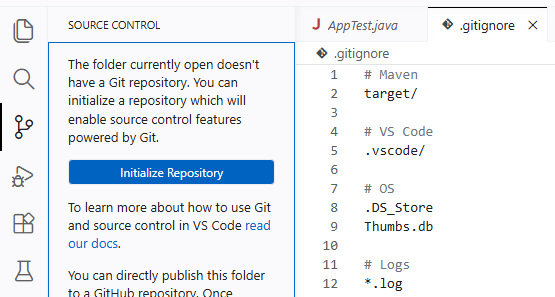 SOURCE CONTROL
The folder currently open doesn't
have a Git repository. You can
initialize a repository which will
enable source control features
powered by Git.
Initialize Repository
To learn more about how to use Git
and source control in VS Code read
our docs.
You can directly publish this folder
to a GitHub repository. Once
J AppTest.java
.gitignore
.gitignore
1 # Maven
2 target/
3
4 # VS Code
5 .vscode/
6
7 # OS
8 .DS_Store
9 Thumbs.db
10
11 # Logs
12 *.log